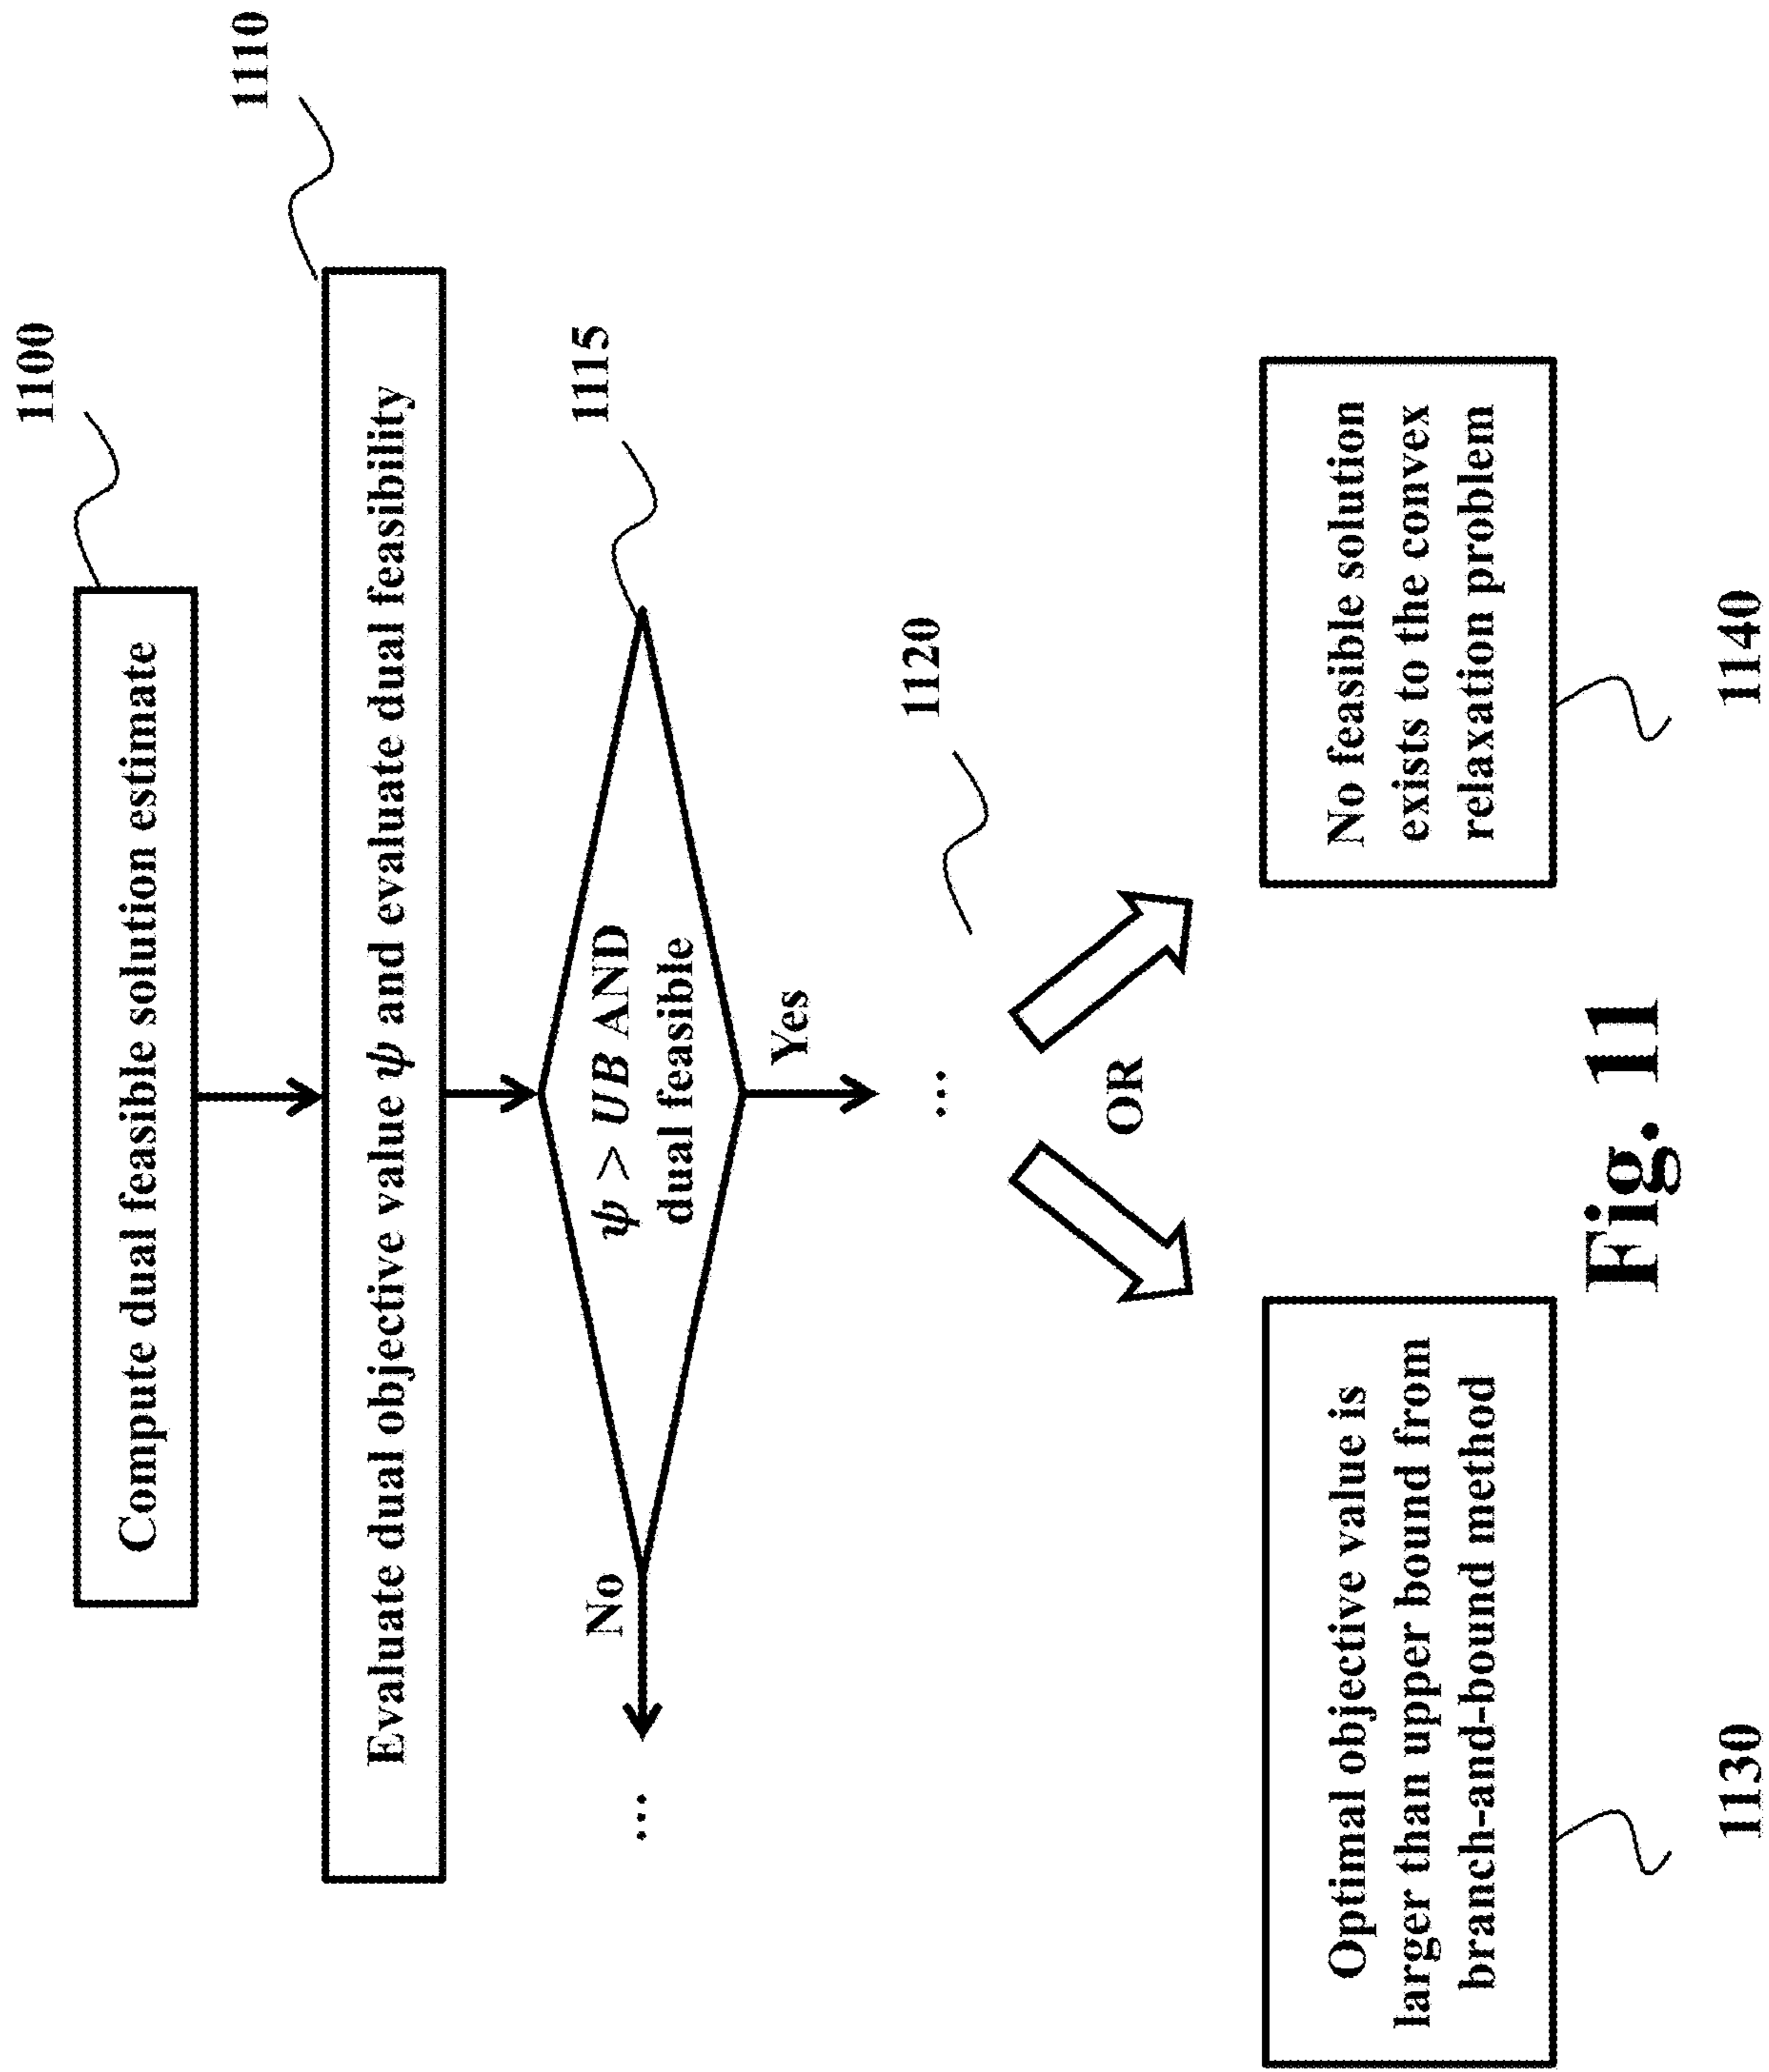 1100
Compute dual feasible solution estimate
1110
Evaluate dual objective value ψ and evaluate dual feasibility
1115
ψ > UB AND
dual feasible
No
...
Yes
1120
...
OR
Optimal objective value is
larger than upper bound from
branch-and-bound method
1130
No feasible solution
exists to the convex
relaxation problem
1140
Fig. 11